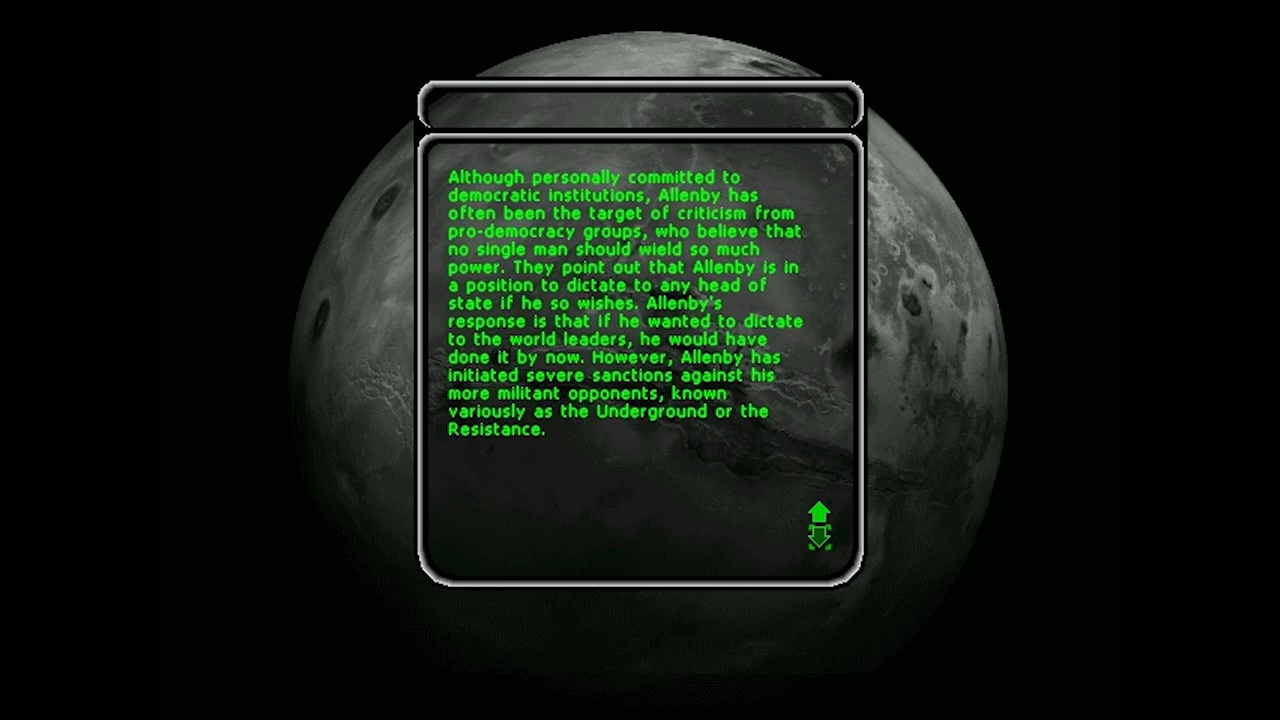 Although personally committed to
democratic institutions, Allenby has
often been the target of criticism from
pro-democracy groups, who believe that
no single man should wield so much
power. They point out that Allenby is in
a position to dictate to any head of
state if he so wishes. Allenby's
response is that if he wanted to dictate
to the world leaders, he would have
done it by now. However, Allenby has
initiated severe sanctions against his
more militant opponents, known
variously as the Underground or the
Resistance.